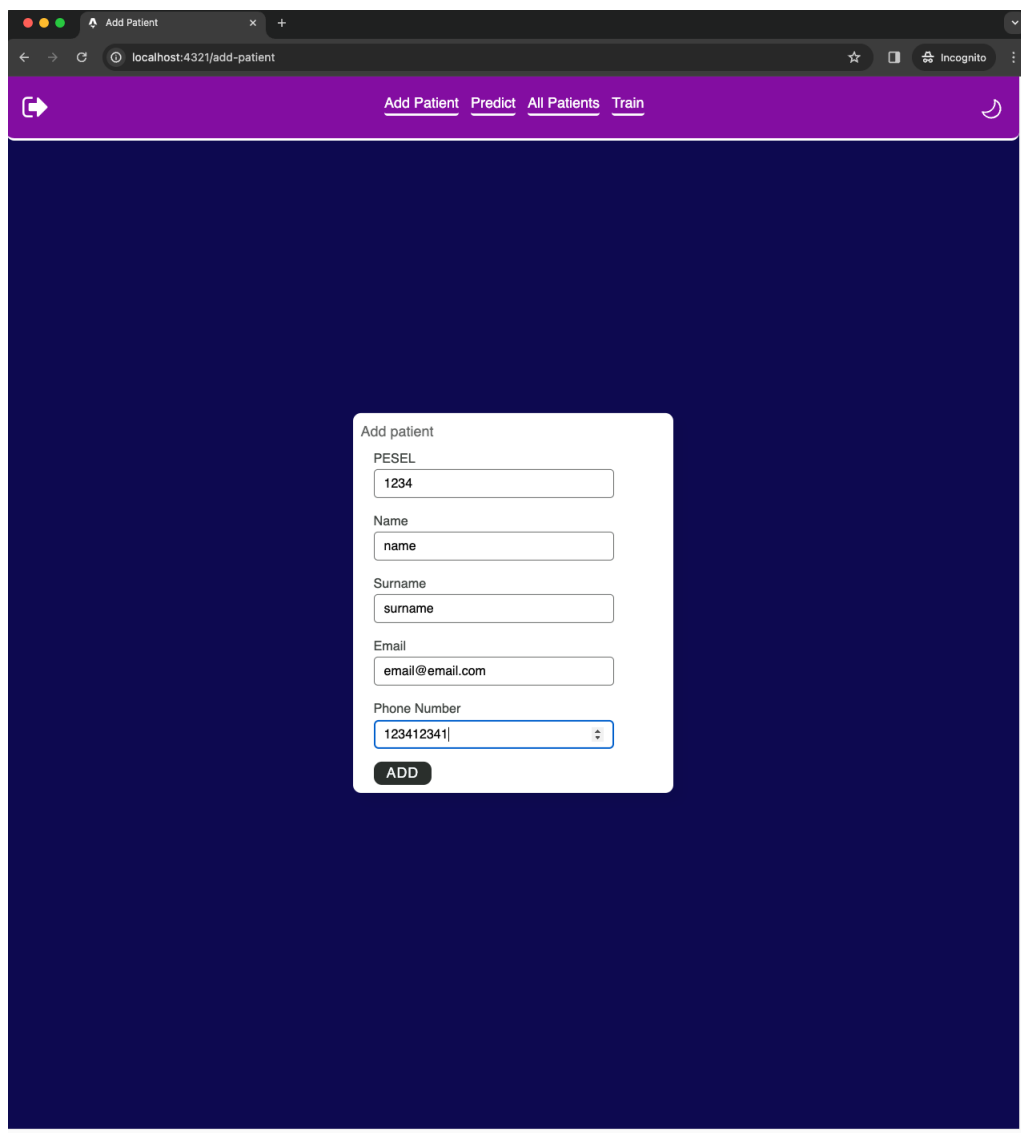 Add Patient
localhost:4321/add-patient
Incognito
Add Patient Predict All Patients Train
Add patient
PESEL
1234
Name
name
Surname
surname
Email
email@email.com
Phone Number
123412341
ADD